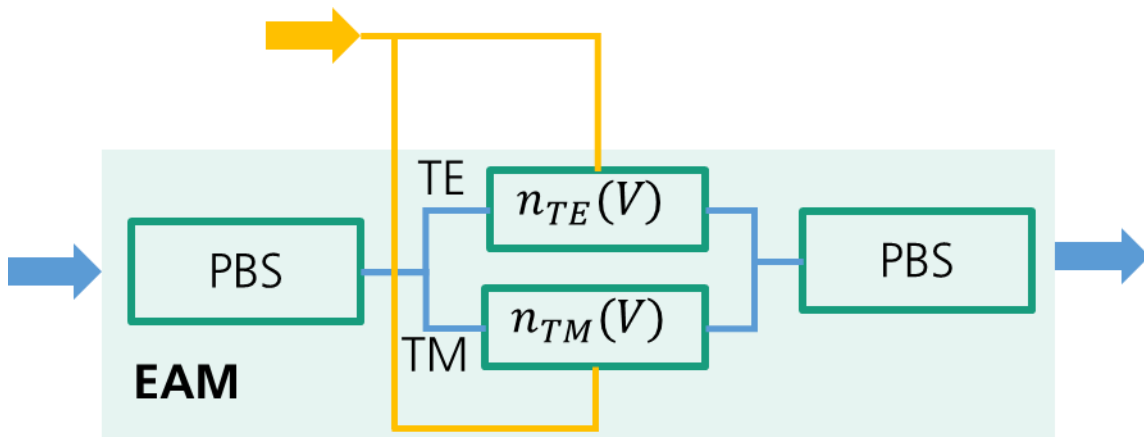 TE
n_{TE}(V)
PBS
PBS
n_{TM}(V)
TM
EAM